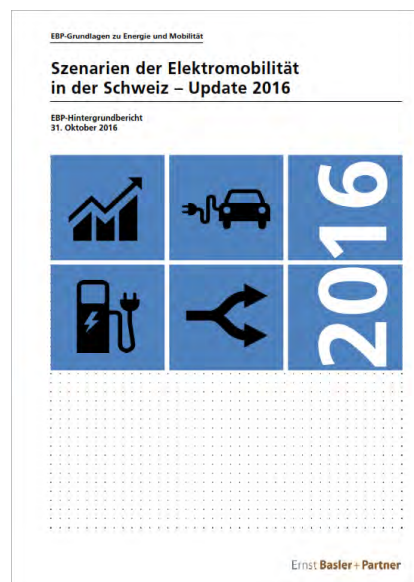 EBP-Grundlagen zu Energie und Mobilität
Szenarien der Elektromobilität
in der Schweiz – Update 2016
EBP-Hintergrundbericht
31. Oktober 2016
2016
Ernst Basler + Partner